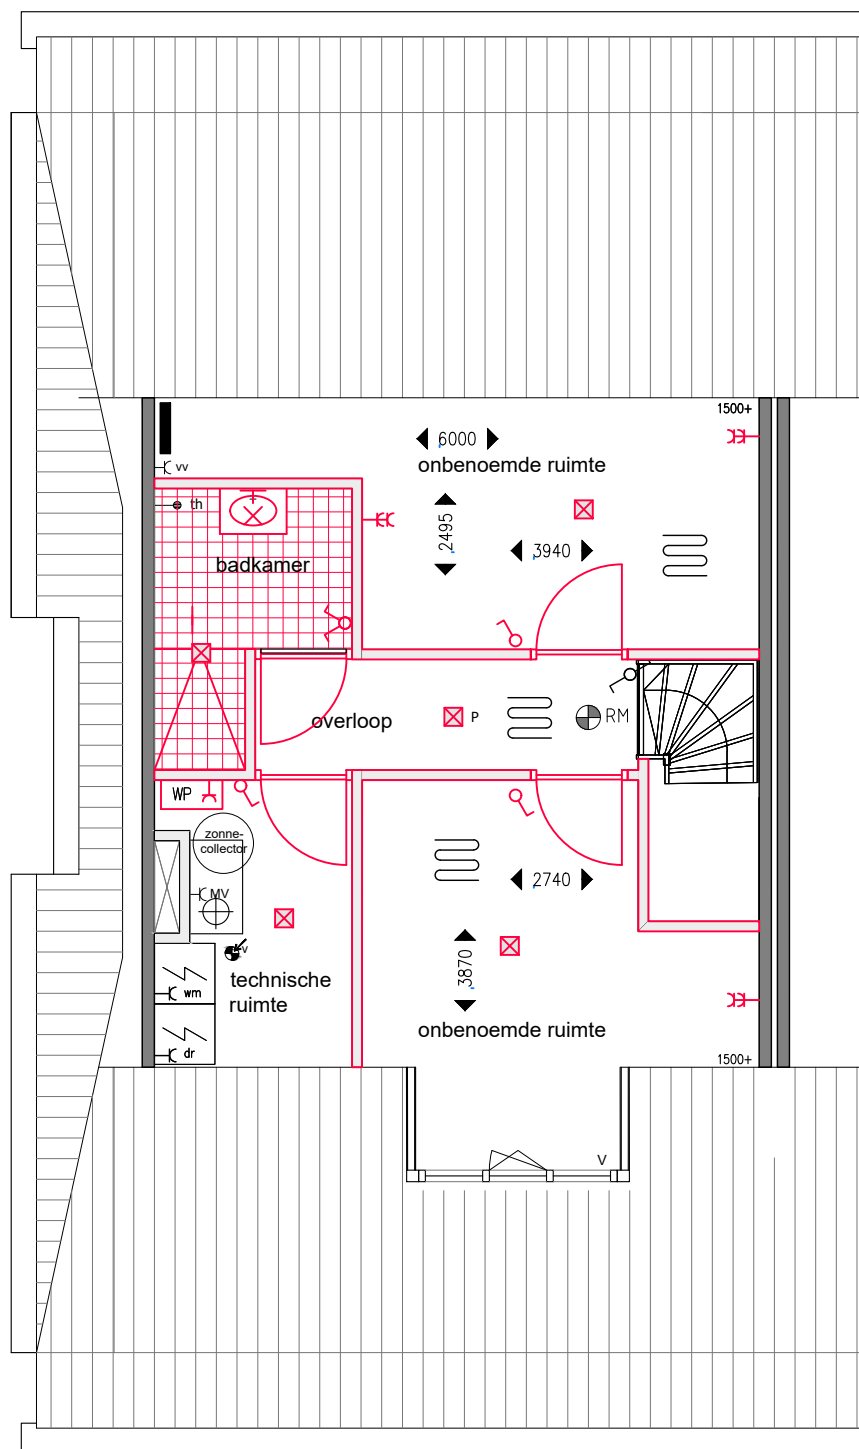 1500+
6000
onbenoemde ruimte
vv
th
2495
3940
badkamer
overloop
P
RM
WP
zonne-
collector
2740
MV
3870
V
technische
wm
ruimte
onbenoemde ruimte
dr
1500+
V